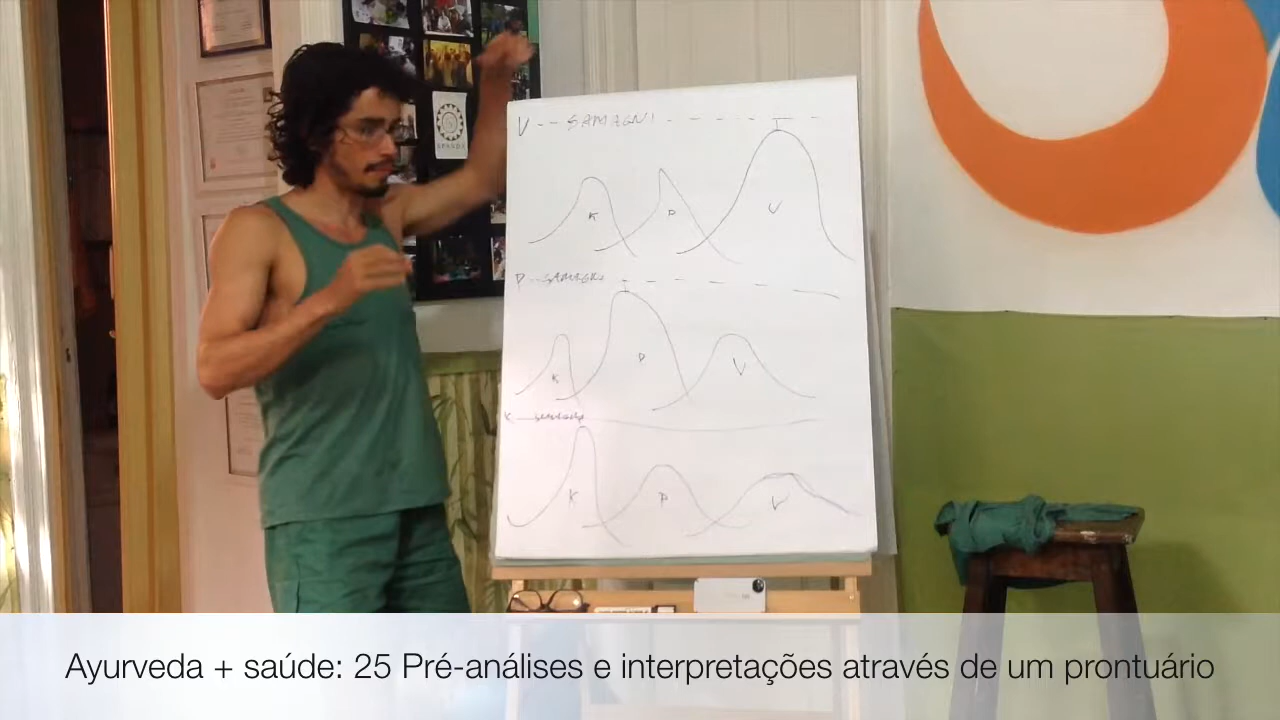 SPANDA
V -- SAMAGNI
K P V
P -- SAMAGNI
K P V
K
K P V
Ayurveda + saúde: 25 Pré-análises e interpretações através de um prontuário